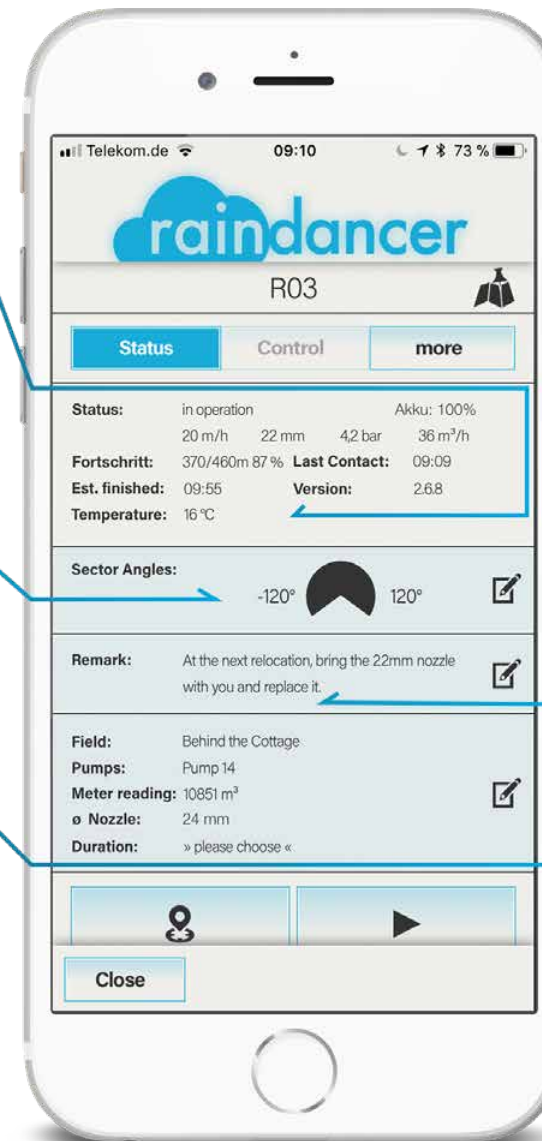 Telekom.de 09:10 73 %
raindancer
R03
Status Control more
Status: in operation Akku: 100%
20 m/h 22 mm 4,2 bar 36 m³/h
Fortschritt: 370/460m 87 % Last Contact: 09:09
Est. finished: 09:55 Version: 2.6.8
Temperature: 16 °C
Sector Angles:
-120° 120°
Remark: At the next relocation, bring the 22mm nozzle
with you and replace it.
Field: Behind the Cottage
Pumps: Pump 14
Meter reading: 10851 m³
ø Nozzle: 24 mm
Duration: » please choose «
Close